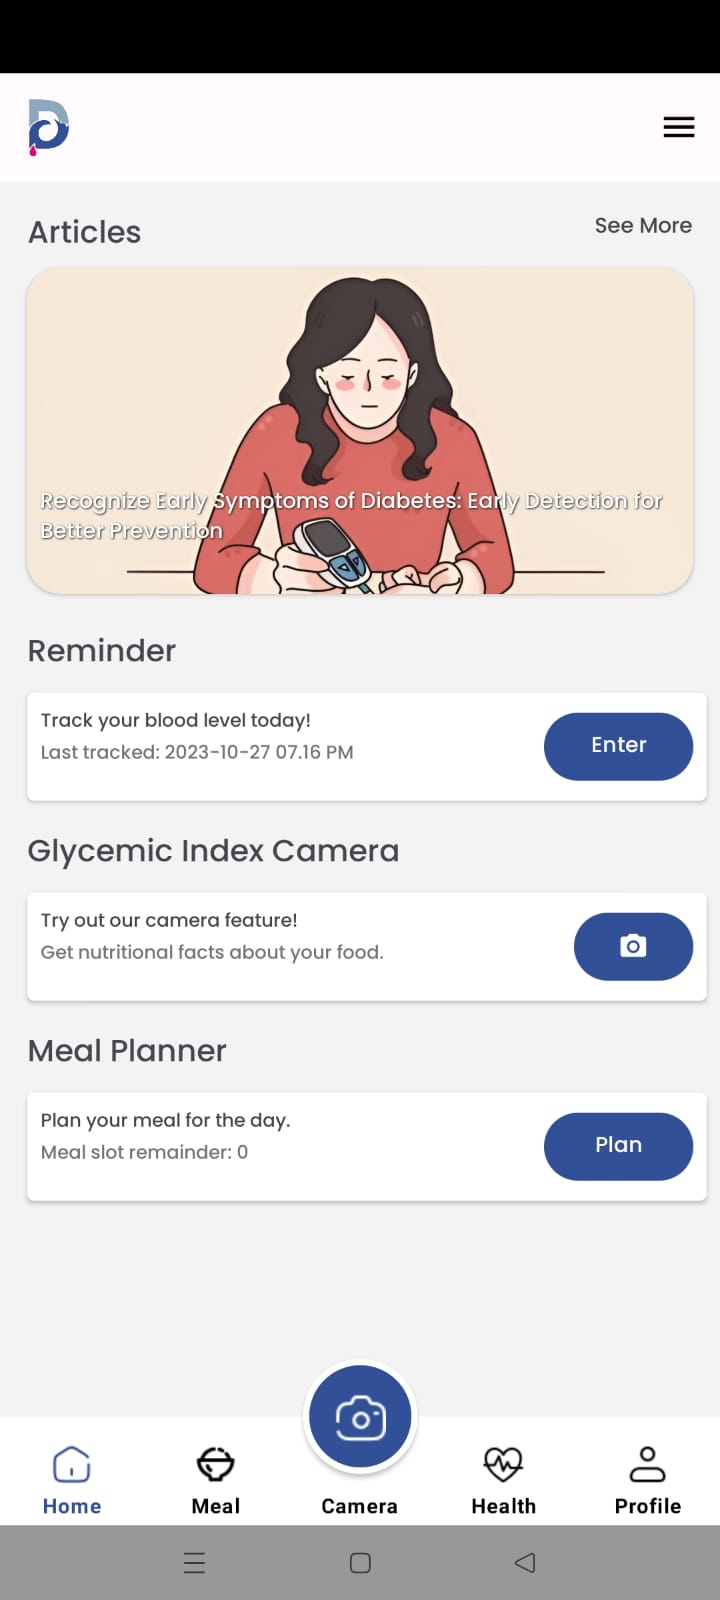 Articles
See More
Recognize Early Symptoms of Diabetes: Early Detection for
Better Prevention
Reminder
Track your blood level today!
Last tracked: 2023-10-27 07.16 PM
Enter
Glycemic Index Camera
Try out our camera feature!
Get nutritional facts about your food.
Meal Planner
Plan your meal for the day.
Meal slot remainder: 0
Plan
Home
Meal
Camera
Health
Profile